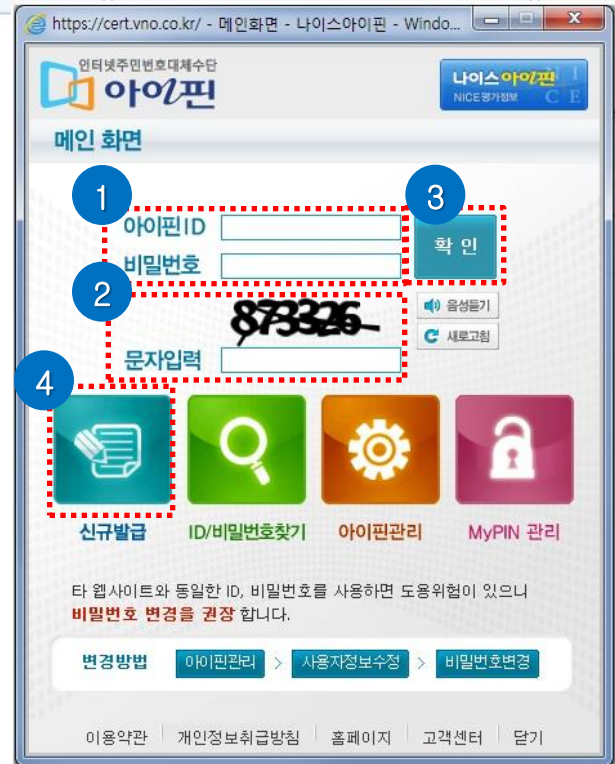 https://cert.vno.co.kr/ - 메인화면 - 나이스아이핀 - Windo...
인터넷주민번호대체수단
아이핀
나이스아이핀
NICE평가정보
NICE
메인 화면
1
3
아이핀ID
확 인
비밀번호
2
873326
음성듣기
새로고침
문자입력
4
신규발급
ID/비밀번호찾기
아이핀관리
MyPIN 관리
타 웹사이트와 동일한 ID, 비밀번호를 사용하면 도용위험이 있으니
비밀번호 변경을 권장 합니다.
변경방법 아이핀관리 > 사용자정보수정 > 비밀번호변경
이용약관 개인정보취급방침 홈페이지 고객센터 닫기